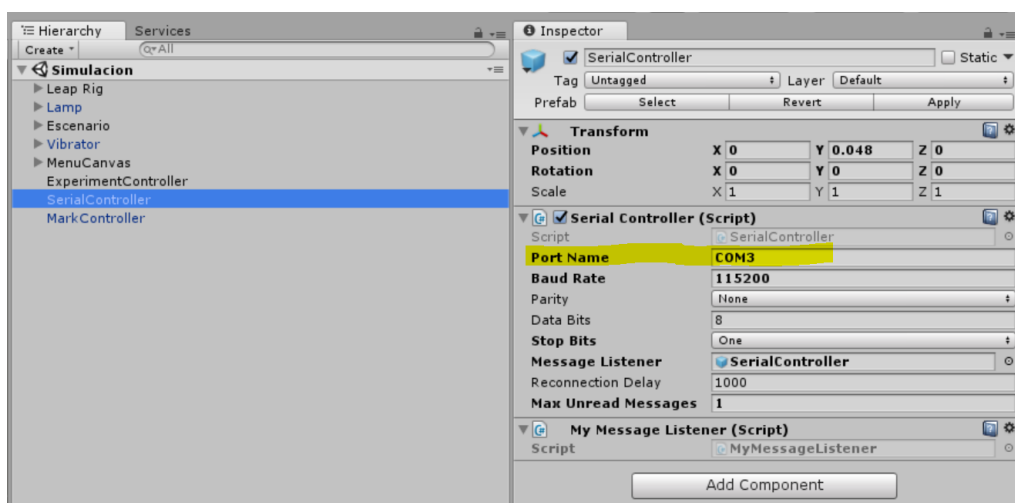 Hierarchy Services
Create All
Simulacion
Leap Rig
Lamp
Escenario
Vibrator
MenuCanvas
ExperimentController
SerialController
MarkController
Inspector
SerialController Static
Tag Untagged Layer Default
Prefab Select Revert Apply
Transform
Position X 0 Y 0.048 Z 0
Rotation X 0 Y 0 Z 0
Scale X 1 Y 1 Z 1
Serial Controller (Script)
Script SerialController
Port Name COM3
Baud Rate 115200
Parity None
Data Bits 8
Stop Bits One
Message Listener SerialController
Reconnection Delay 1000
Max Unread Messages 1
My Message Listener (Script)
Script MyMessageListener
Add Component